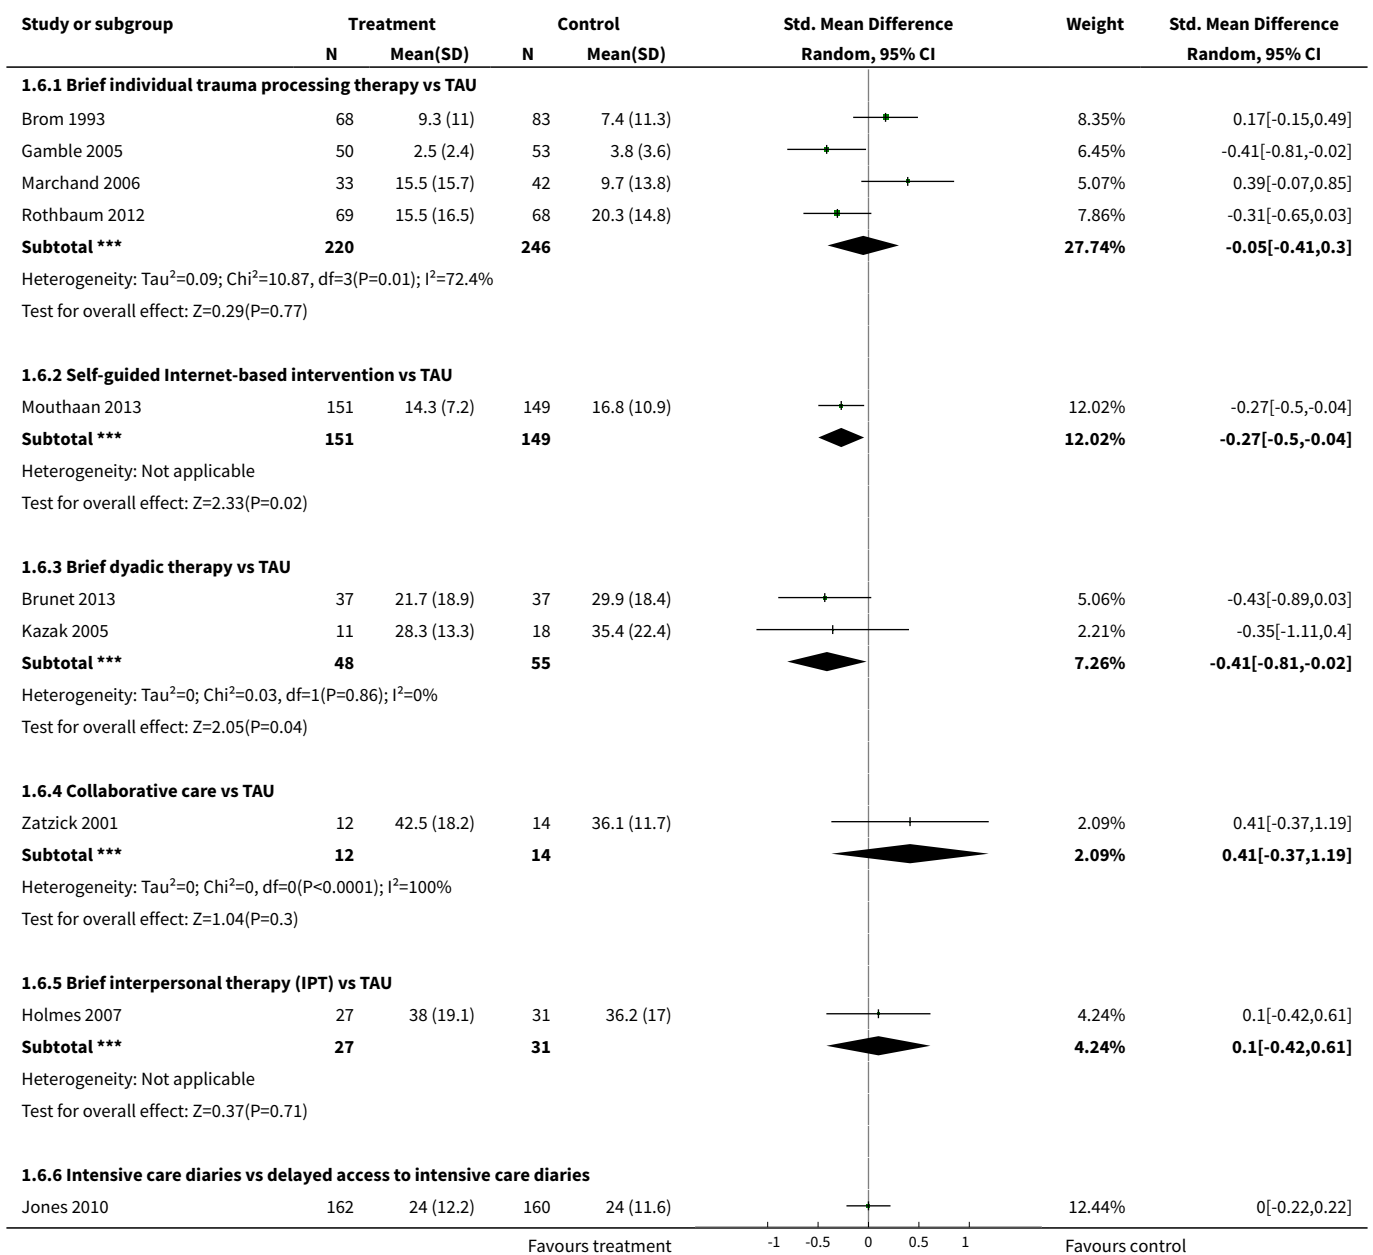 Study or subgroup Treatment Control Std. Mean Difference Weight Std. Mean Difference
N Mean(SD) N Mean(SD) Random, 95% CI Random, 95% CI
1.6.1 Brief individual trauma processing therapy vs TAU
Brom 1993 68 9.3 (11) 83 7.4 (11.3) 8.35% 0.17[-0.15,0.49]
Gamble 2005 50 2.5 (2.4) 53 3.8 (3.6) 6.45% -0.41[-0.81,-0.02]
Marchand 2006 33 15.5 (15.7) 42 9.7 (13.8) 5.07% 0.39[-0.07,0.85]
Rothbaum 2012 69 15.5 (16.5) 68 20.3 (14.8) 7.86% -0.31[-0.65,0.03]
Subtotal *** 220 246 27.74% -0.05[-0.41,0.3]
Heterogeneity: Tau²=0.09; Chi²=10.87, df=3(P=0.01); I²=72.4%
Test for overall effect: Z=0.29(P=0.77)
1.6.2 Self-guided Internet-based intervention vs TAU
Mouthaan 2013 151 14.3 (7.2) 149 16.8 (10.9) 12.02% -0.27[-0.5,-0.04]
Subtotal *** 151 149 12.02% -0.27[-0.5,-0.04]
Heterogeneity: Not applicable
Test for overall effect: Z=2.33(P=0.02)
1.6.3 Brief dyadic therapy vs TAU
Brunet 2013 37 21.7 (18.9) 37 29.9 (18.4) 5.06% -0.43[-0.89,0.03]
Kazak 2005 11 28.3 (13.3) 18 35.4 (22.4) 2.21% -0.35[-1.11,0.4]
Subtotal *** 48 55 7.26% -0.41[-0.81,-0.02]
Heterogeneity: Tau²=0; Chi²=0.03, df=1(P=0.86); I²=0%
Test for overall effect: Z=2.05(P=0.04)
1.6.4 Collaborative care vs TAU
Zatzick 2001 12 42.5 (18.2) 14 36.1 (11.7) 2.09% 0.41[-0.37,1.19]
Subtotal *** 12 14 2.09% 0.41[-0.37,1.19]
Heterogeneity: Tau²=0; Chi²=0, df=0(P<0.0001); I²=100%
Test for overall effect: Z=1.04(P=0.3)
1.6.5 Brief interpersonal therapy (IPT) vs TAU
Holmes 2007 27 38 (19.1) 31 36.2 (17) 4.24% 0.1[-0.42,0.61]
Subtotal *** 27 31 4.24% 0.1[-0.42,0.61]
Heterogeneity: Not applicable
Test for overall effect: Z=0.37(P=0.71)
1.6.6 Intensive care diaries vs delayed access to intensive care diaries
Jones 2010 162 24 (12.2) 160 24 (11.6) 12.44% 0[-0.22,0.22]
Favours treatment -1 -0.5 0 0.5 1 Favours control